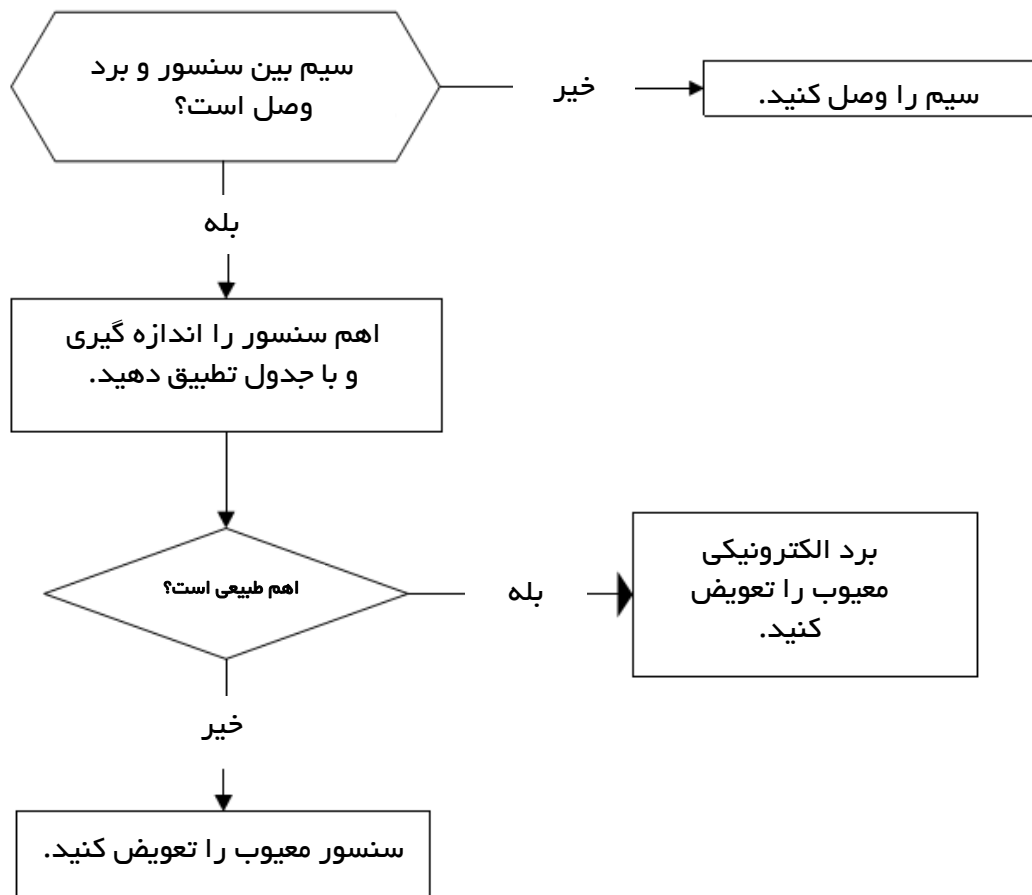 سیم بین سنسور و برد
وصل است؟
خیر
سیم را وصل کنید.
بله
اهم سنسور را اندازه گیری
و با جدول تطبیق دهید.
اهم طبیعی است؟
بله
برد الکترونیکی
معیوب را تعویض
کنید.
خیر
سنسور معیوب را تعویض کنید.